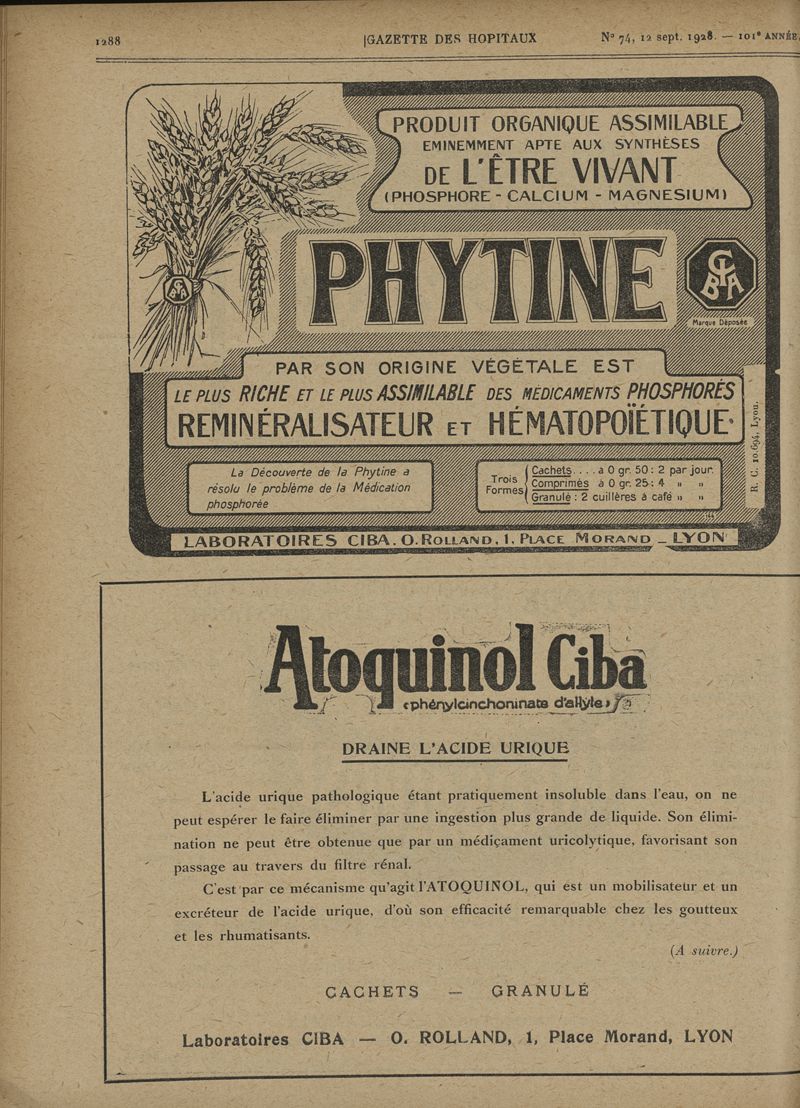 1288
GAZETTE DES HOPITAUX
No 74, 12 sept. 1928. — 101e ANNÉE,
PRODUIT ORGANIQUE ASSIMILABLE
EMINEMMENT APTE AUX SYNTHÈSES
DE L'ÊTRE VIVANT
(PHOSPHORE - CALCIUM - MAGNESIUM)
PHYTINE
CIBA
CIBA
Marque Déposée
PAR SON ORIGINE VÉGÉTALE EST
LE PLUS RICHE ET LE PLUS ASSIMILABLE DES MÉDICAMENTS PHOSPHORÉS
REMINÉRALISATEUR ET HÉMATOPOÏÉTIQUE
R. C. 10.694, Lyon.
La Découverte de la Phytine a
résolu le problème de la Médication
phosphorée
Trois
Formes
Cachets.... à 0 gr. 50 : 2 par jour.
Comprimés à 0 gr. 25 : 4 " "
Granulé : 2 cuillères à café " "
LABORATOIRES CIBA. O. ROLLAND, 1, PLACE MORAND _ LYON
Atoquinol Ciba
‹phénylcinchoninate d'allyle›
DRAINE L'ACIDE URIQUE
L'acide urique pathologique étant pratiquement insoluble dans l'eau, on ne
peut espérer le faire éliminer par une ingestion plus grande de liquide. Son élimi-
nation ne peut être obtenue que par un médicament uricolytique, favorisant son
passage au travers du filtre rénal.
C'est par ce mécanisme qu'agit l'ATOQUINOL, qui est un mobilisateur et un
excréteur de l'acide urique, d'où son efficacité remarquable chez les goutteux
et les rhumatisants.
(A suivre.)
CACHETS — GRANULÉ
Laboratoires CIBA — O. ROLLAND, 1, Place Morand, LYON